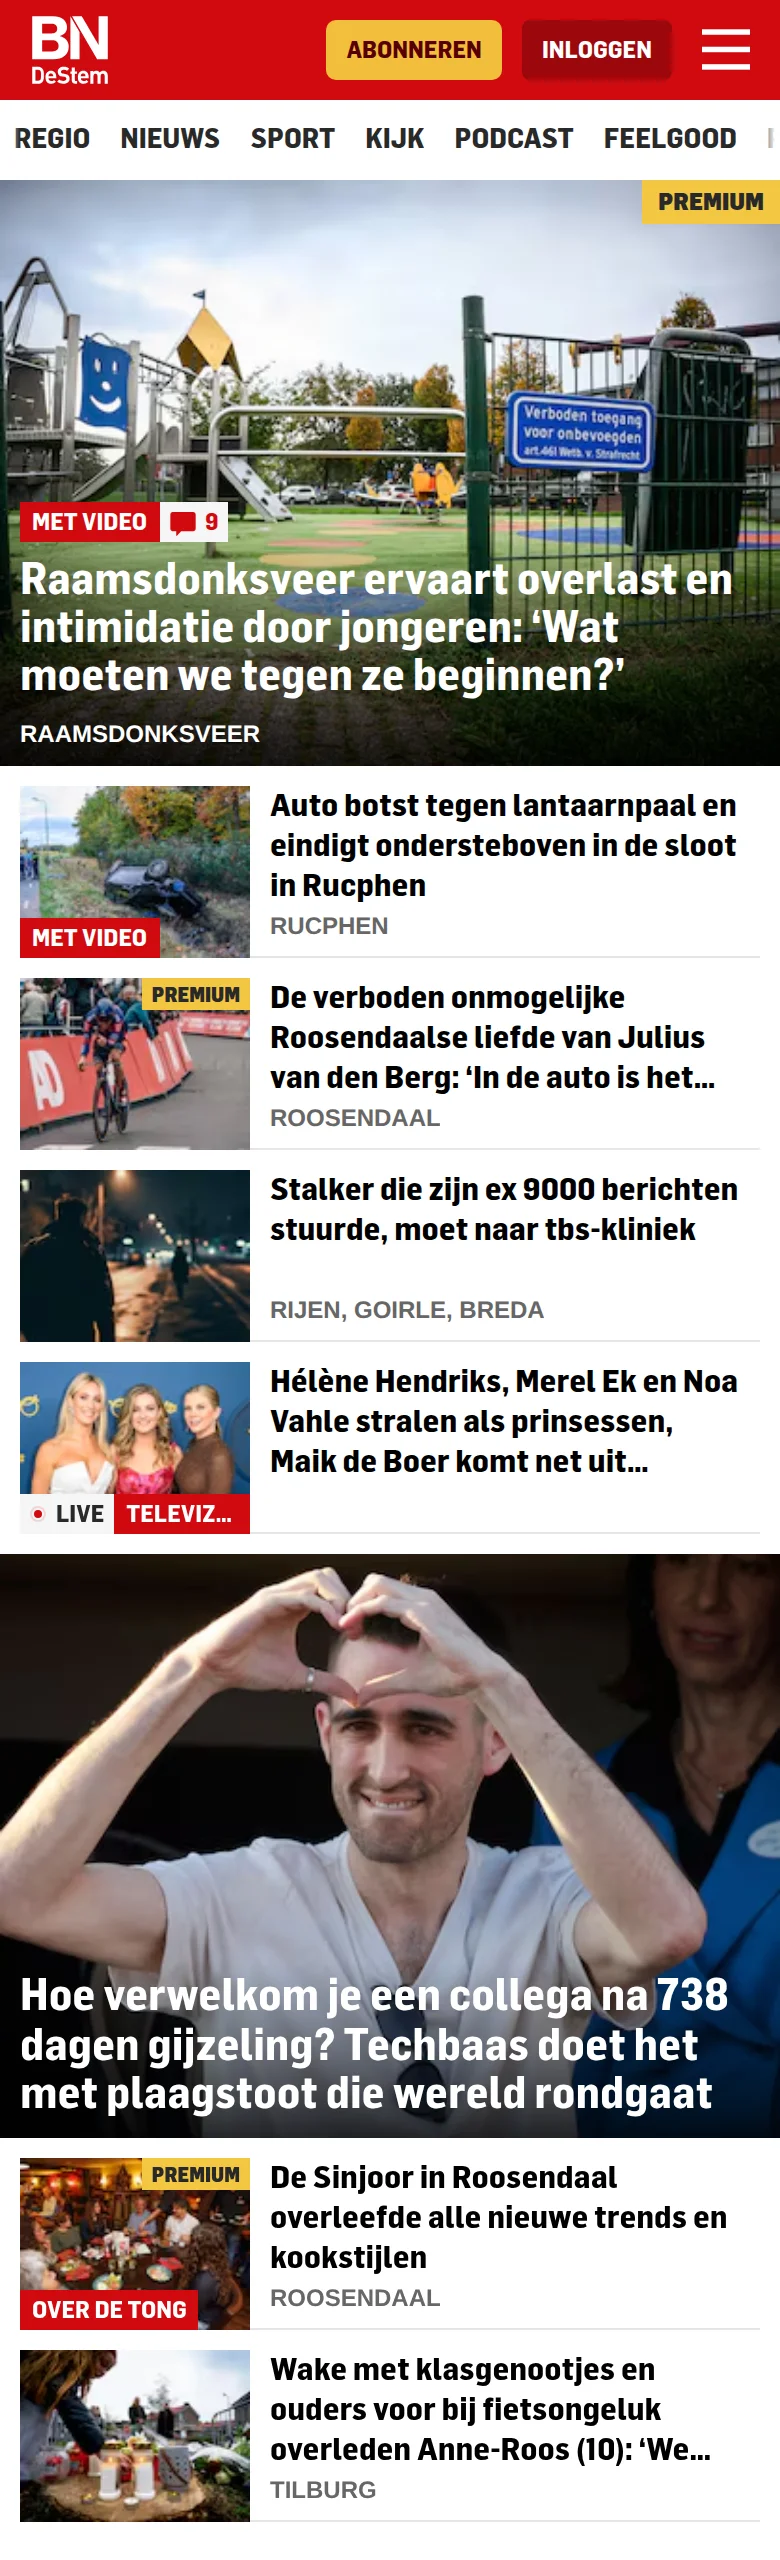 BN
DeStem
ABONNEREN
INLOGGEN
REGIO NIEUWS SPORT KIJK PODCAST FEELGOOD
PREMIUM
Verboden toegang
voor onbevoegden
art.461 Wetb. v. Strafrecht
MET VIDEO 9
Raamsdonksveer ervaart overlast en
intimidatie door jongeren: ‘Wat
moeten we tegen ze beginnen?’
RAAMSDONKSVEER
Auto botst tegen lantaarnpaal en
eindigt ondersteboven in de sloot
in Rucphen
RUCPHEN
MET VIDEO
PREMIUM
AD
De verboden onmogelijke
Roosendaalse liefde van Julius
van den Berg: ‘In de auto is het...
ROOSENDAAL
Stalker die zijn ex 9000 berichten
stuurde, moet naar tbs-kliniek
RIJEN, GOIRLE, BREDA
Hélène Hendriks, Merel Ek en Noa
Vahle stralen als prinsessen,
Maik de Boer komt net uit...
LIVE TELEVIZ...
Hoe verwelkom je een collega na 738
dagen gijzeling? Techbaas doet het
met plaagstoot die wereld rondgaat
PREMIUM
De Sinjoor in Roosendaal
overleefde alle nieuwe trends en
kookstijlen
ROOSENDAAL
OVER DE TONG
Wake met klasgenootjes en
ouders voor bij fietsongeluk
overleden Anne-Roos (10): ‘We...
TILBURG